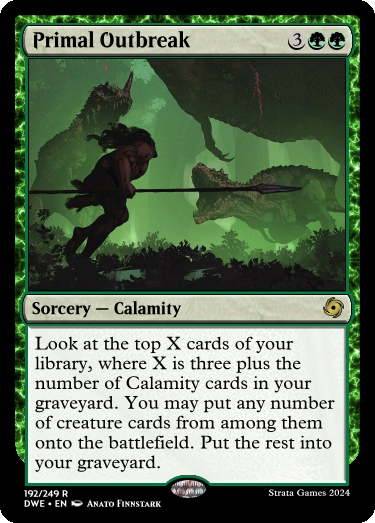 Primal Outbreak 3
Sorcery — Calamity
Look at the top X cards of your
library, where X is three plus the
number of Calamity cards in your
graveyard. You may put any number
of creature cards from among them
onto the battlefield. Put the rest into
your graveyard.
192/249 R
Strata Games 2024
DWE • EN Anato Finnstark